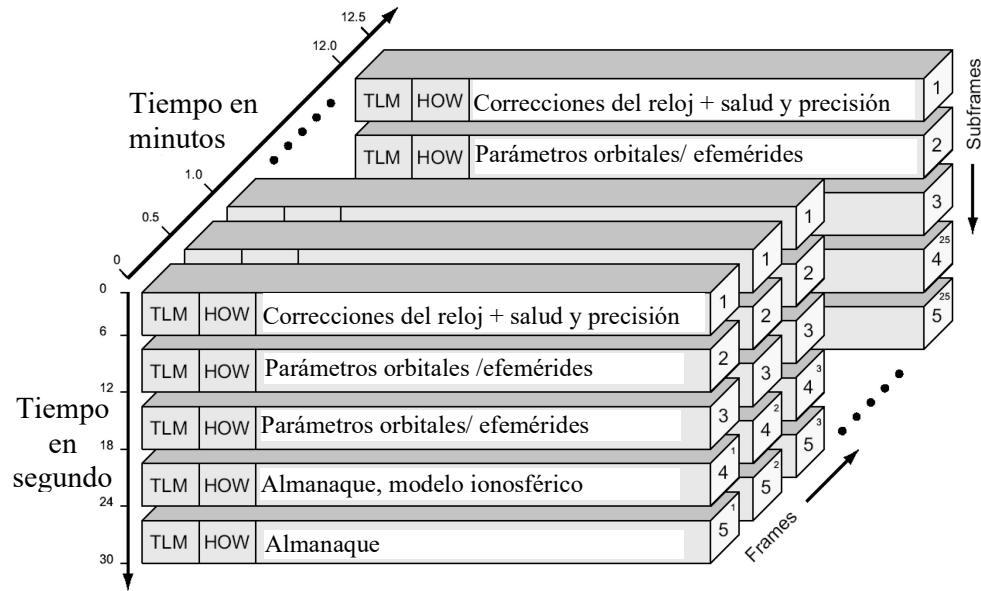 12.5
12.0
Tiempo en
minutos
1.0
0.5
0
TLM HOW Correcciones del reloj + salud y precisión 1
TLM HOW Parámetros orbitales/ efemérides 2
3
25
4
25
5
Subframes
1
2
3
4 3
5 3
1
2
3
4 2
5 2
0
6
12
18
24
30
Tiempo
en
segundo
TLM HOW Correcciones del reloj + salud y precisión 1
TLM HOW Parámetros orbitales /efemérides 2
TLM HOW Parámetros orbitales/ efemérides 3
TLM HOW Almanaque, modelo ionosférico 4 1
TLM HOW Almanaque 5 1
Frames